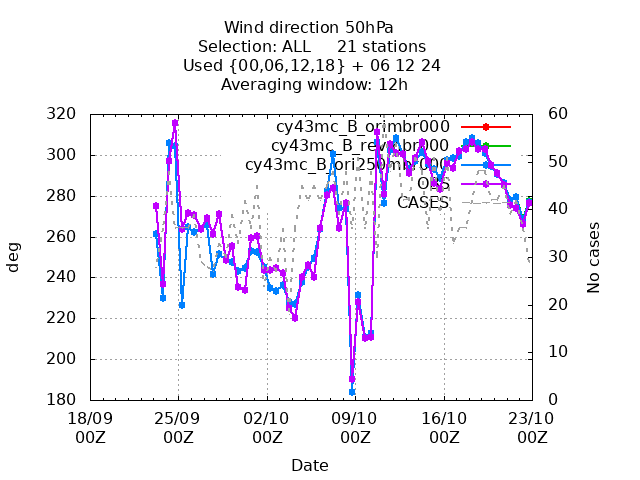 Wind direction 50hPa
Selection: ALL     21 stations
Used {00,06,12,18} + 06 12 24
Averaging window: 12h
320
300
280
260
240
220
200
180
60
50
40
30
20
10
0
deg
No cases
cy43mc_B_orimbr000
cy43mc_B_revmbr000
cy43mc_B_ori250mbr000
OBS
CASES
18/09 25/09 02/10 09/10 16/10 23/10
00Z 00Z 00Z 00Z 00Z 00Z
Date